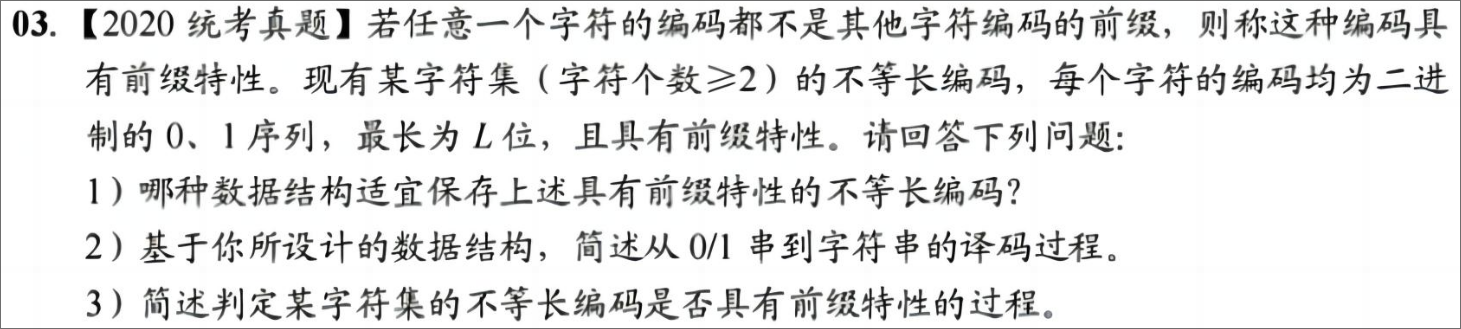 03. 【2020 统考真题】若任意一个字符的编码都不是其他字符编码的前缀，则称这种编码具
有前缀特性。现有某字符集（字符个数≥2）的不等长编码，每个字符的编码均为二进
制的 0、1 序列，最长为 L 位，且具有前缀特性。请回答下列问题：
1）哪种数据结构适宜保存上述具有前缀特性的不等长编码？
2）基于你所设计的数据结构，简述从 0/1 串到字符串的译码过程。
3）简述判定某字符集的不等长编码是否具有前缀特性的过程。